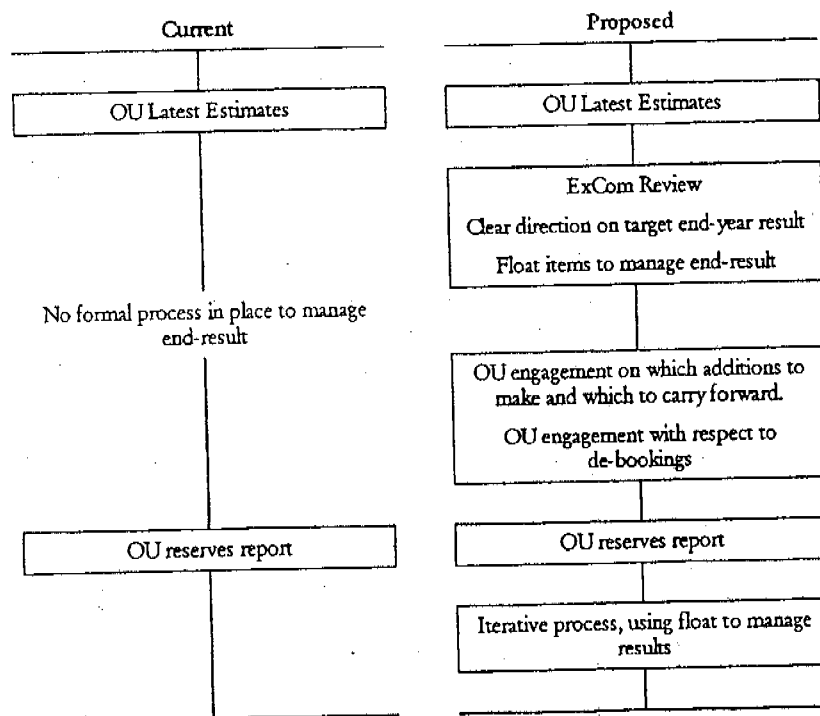 Current
OU Latest Estimates
No formal process in place to manage
end-result
OU reserves report
Proposed
OU Latest Estimates
ExCom Review
Clear direction on target end-year result
Float items to manage end-result
OU engagement on which additions to
make and which to carry forward.
OU engagement with respect to
de-bookings
OU reserves report
Iterative process, using float to manage
results